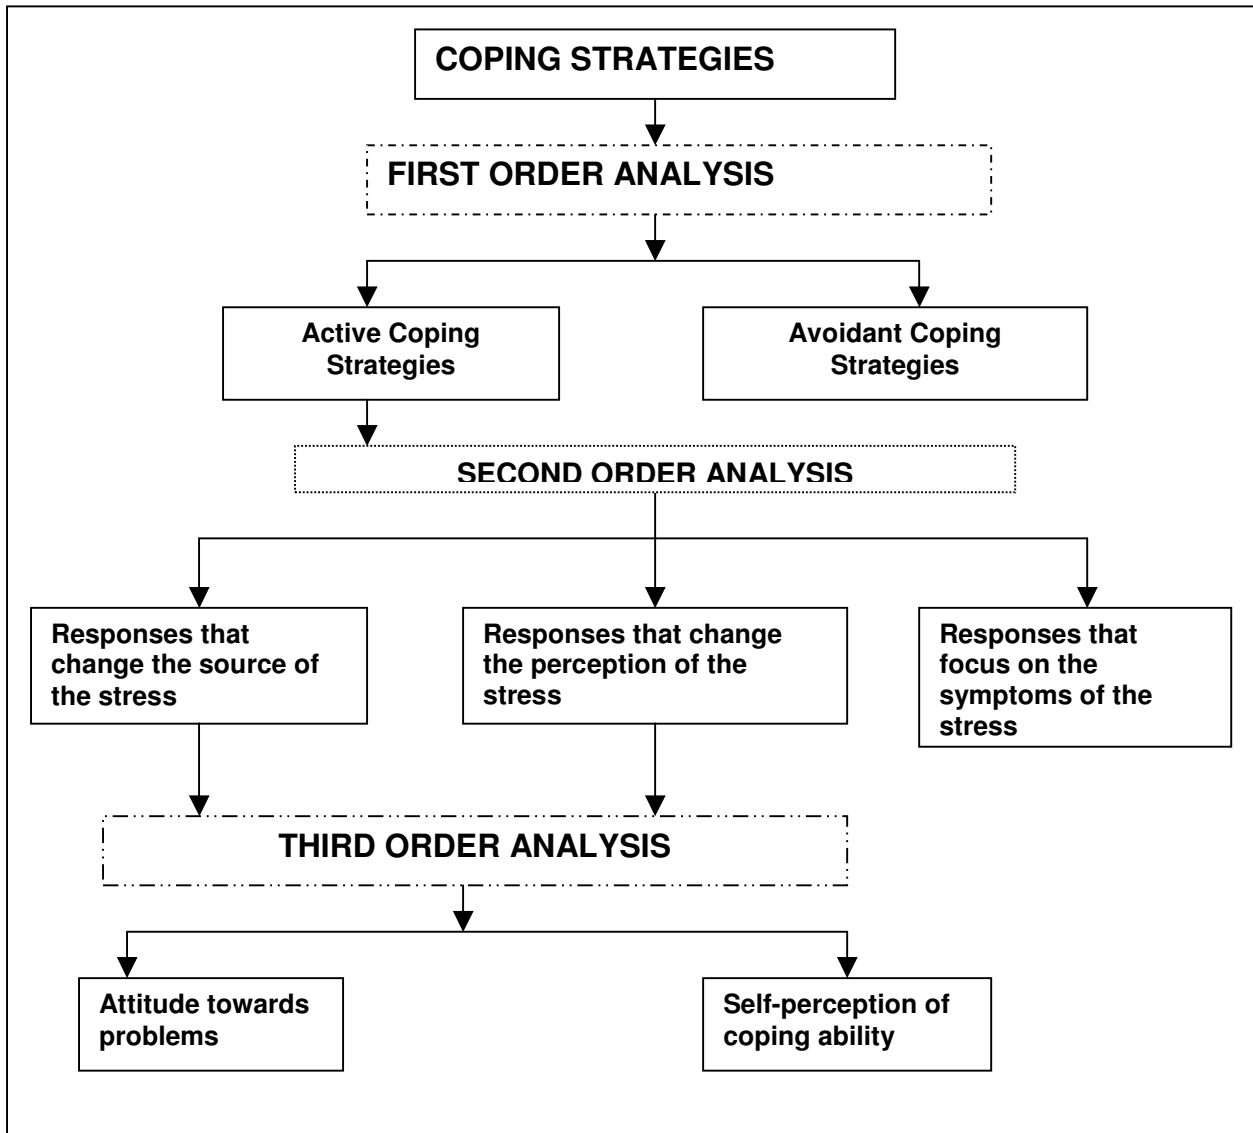 COPING STRATEGIES
FIRST ORDER ANALYSIS
Active Coping
Strategies
Avoidant Coping
Strategies
SECOND ORDER ANALYSIS
Responses that
change the source of
the stress
Responses that change
the perception of the
stress
Responses that
focus on the
symptoms of the
stress
THIRD ORDER ANALYSIS
Attitude towards
problems
Self-perception of
coping ability